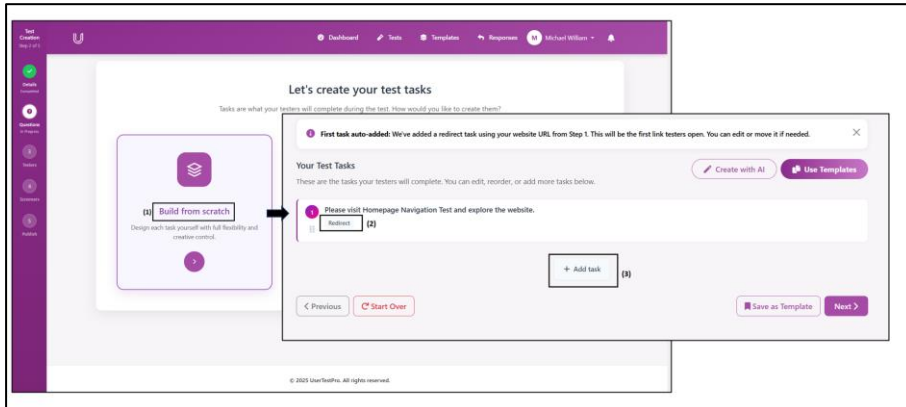 Test
Creation
Step 2 of 5
Dashboard
Tests
Templates
Responses
M
Michael William
Details
Completed
Questions
In Progress
3
Testers
4
Screeners
5
Publish
Let's create your test tasks
Tasks are what your testers will complete during the test. How would you like to create them?
(1) Build from scratch
Design each task yourself with full flexibility and
creative control.
First task auto-added: We've added a redirect task using your website URL from Step 1. This will be the first link testers open. You can edit or move it if needed.
Your Test Tasks
These are the tasks your testers will complete. You can edit, reorder, or add more tasks below.
Create with AI
Use Templates
1 Please visit Homepage Navigation Test and explore the website.
Redirect (2)
+ Add task (3)
Previous
Start Over
Save as Template
Next
© 2025 UserTestPro. All rights reserved.